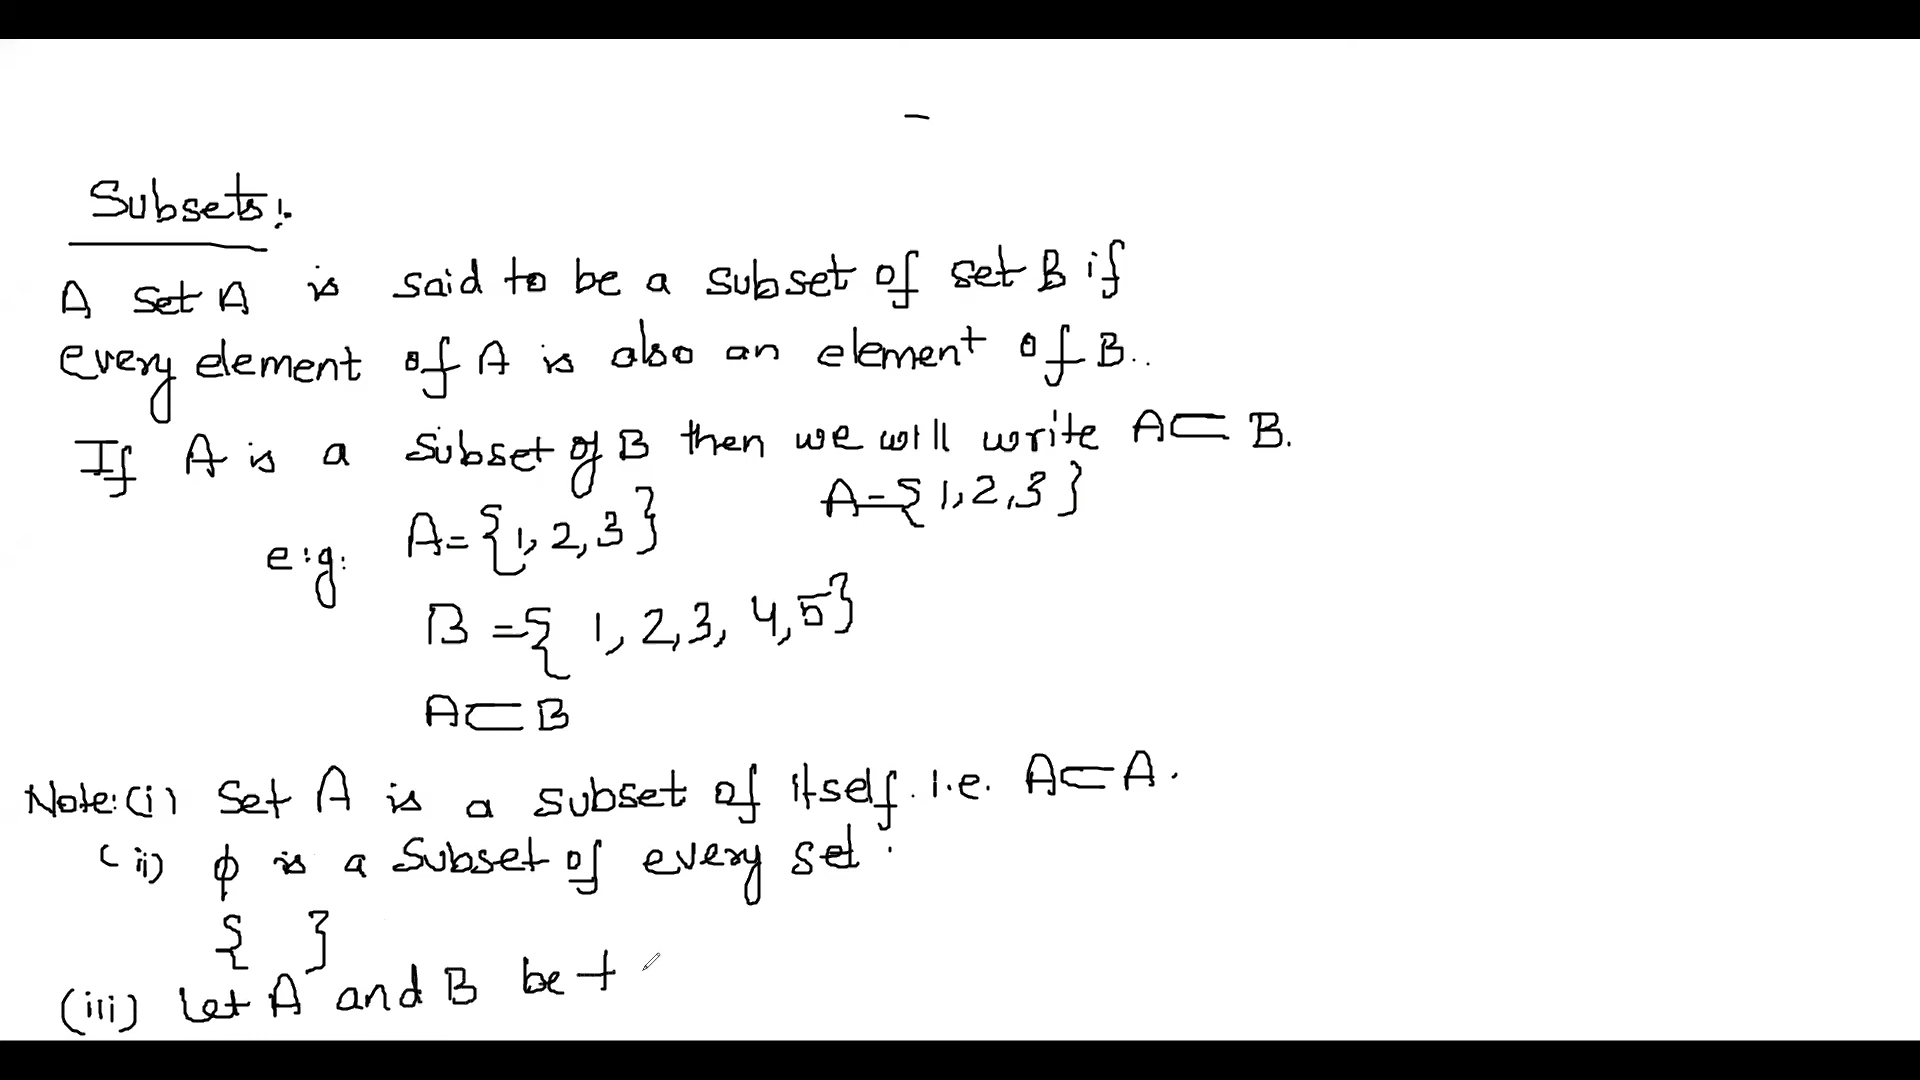 Subsets:
A set A is said to be a subset of set B if
every element of A is also an element of B..
If A is a subset of B then we will write A⊂B.
A={1,2,3}
e.g. A={1,2,3}
B={1,2,3,4,5}
A⊂B
Note:(i) Set A is a subset of itself. i.e. A⊂A.
(ii) ϕ is a subset of every set.
{ }
(iii) Let A and B be t